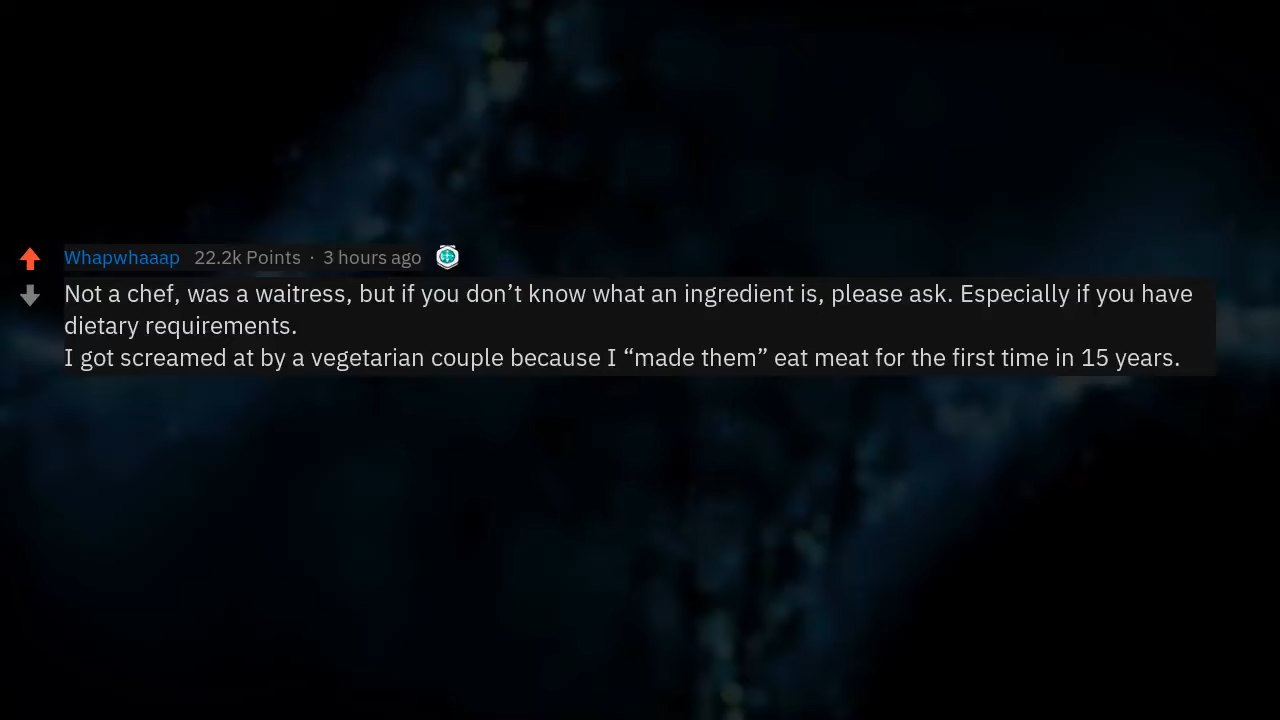 Whapwhaaap 22.2k Points · 3 hours ago
Not a chef, was a waitress, but if you don’t know what an ingredient is, please ask. Especially if you have
dietary requirements.
I got screamed at by a vegetarian couple because I “made them” eat meat for the first time in 15 years.